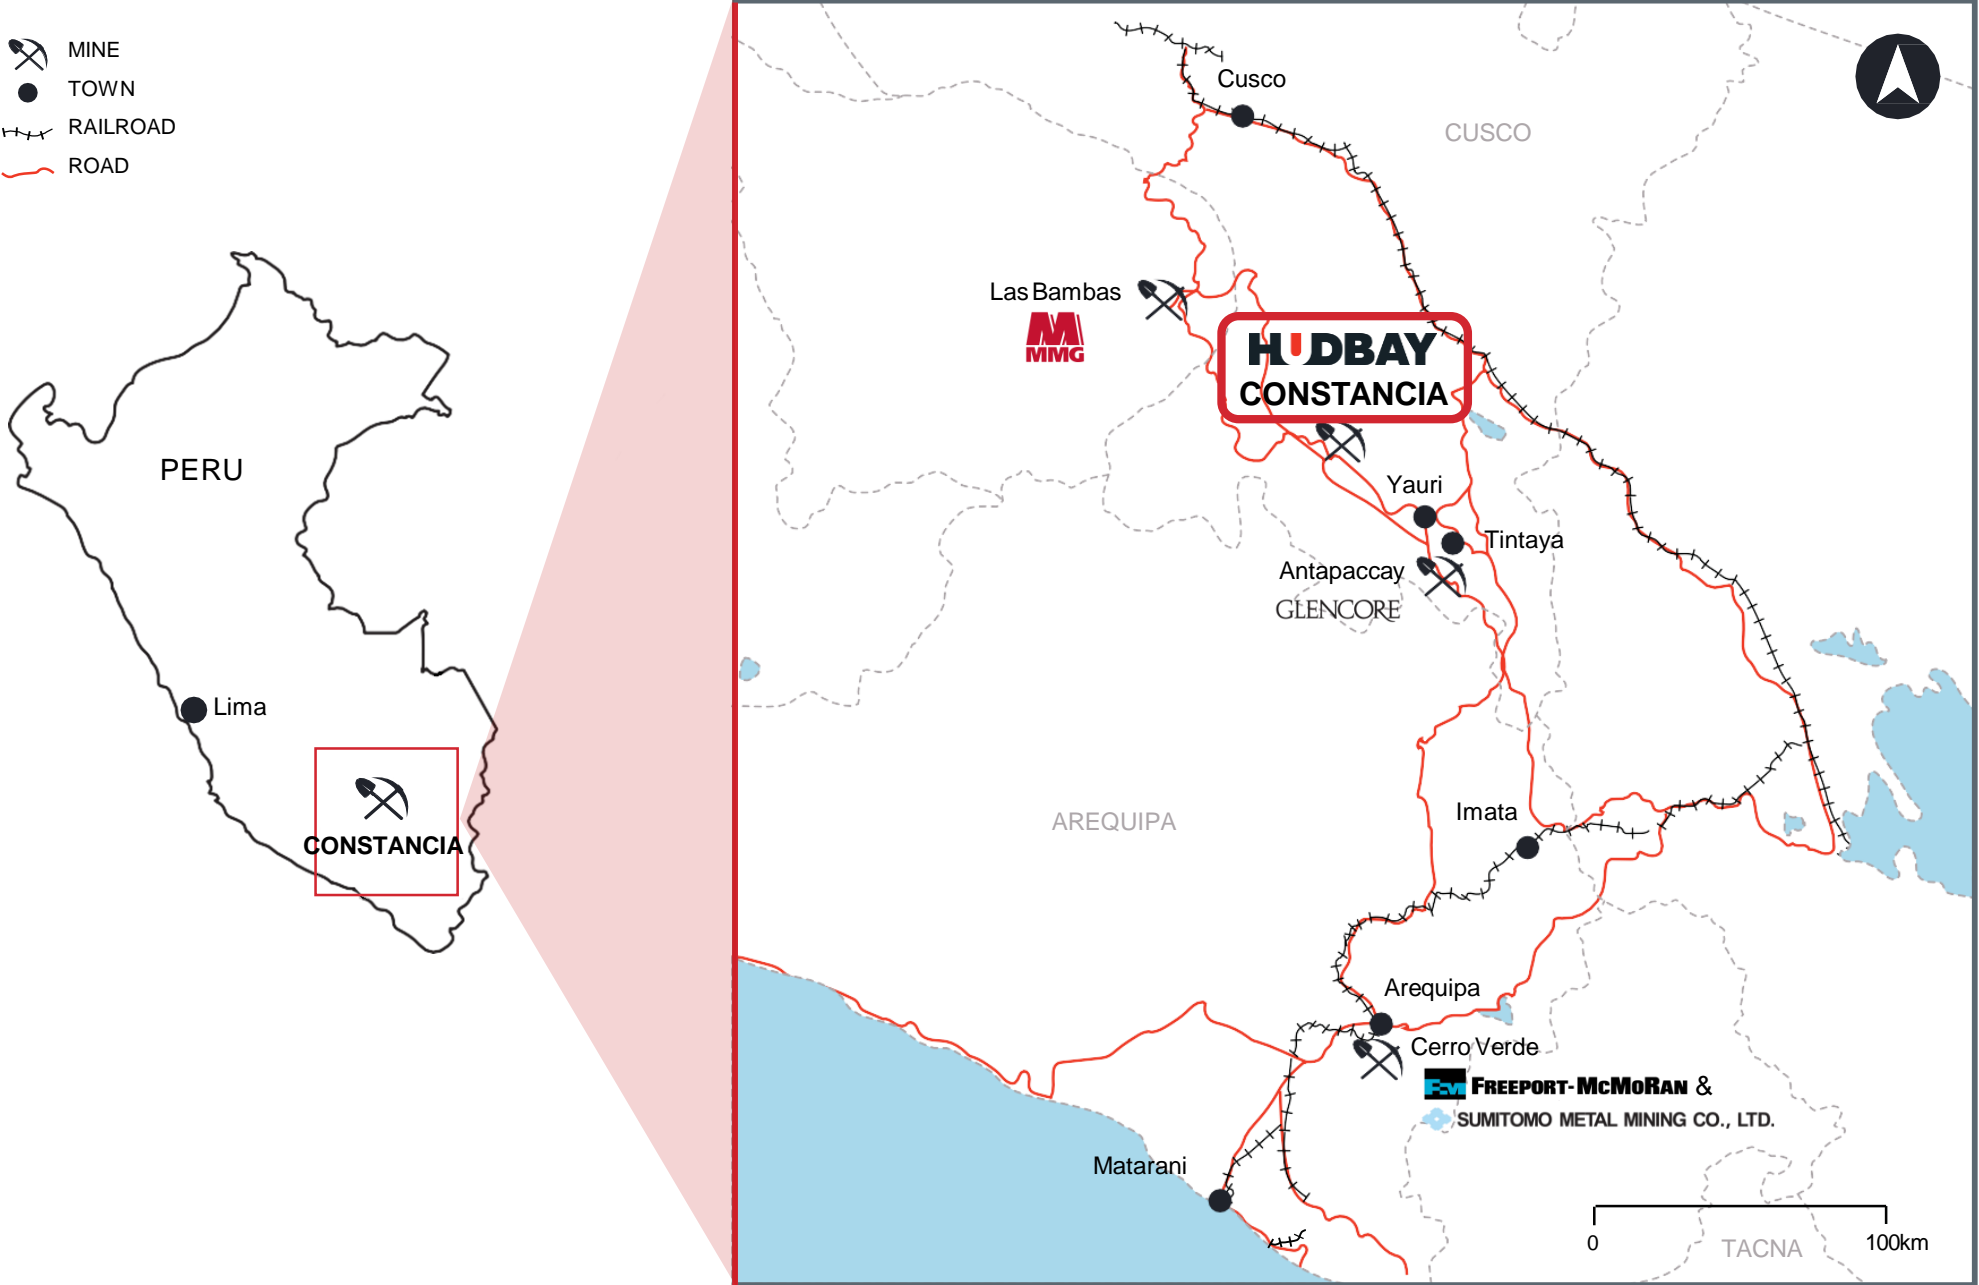 MINE
TOWN
RAILROAD
ROAD
PERU
Lima
CONSTANCIA
Cusco
CUSCO
Las Bambas
MMG
HUDBAY
CONSTANCIA
Yauri
Tintaya
Antapaccay
GLENCORE
Imata
AREQUIPA
Arequipa
Cerro Verde
FREEPORT-MCMORAN &
SUMITOMO METAL MINING CO., LTD.
Matarani
0
100km
TACNA